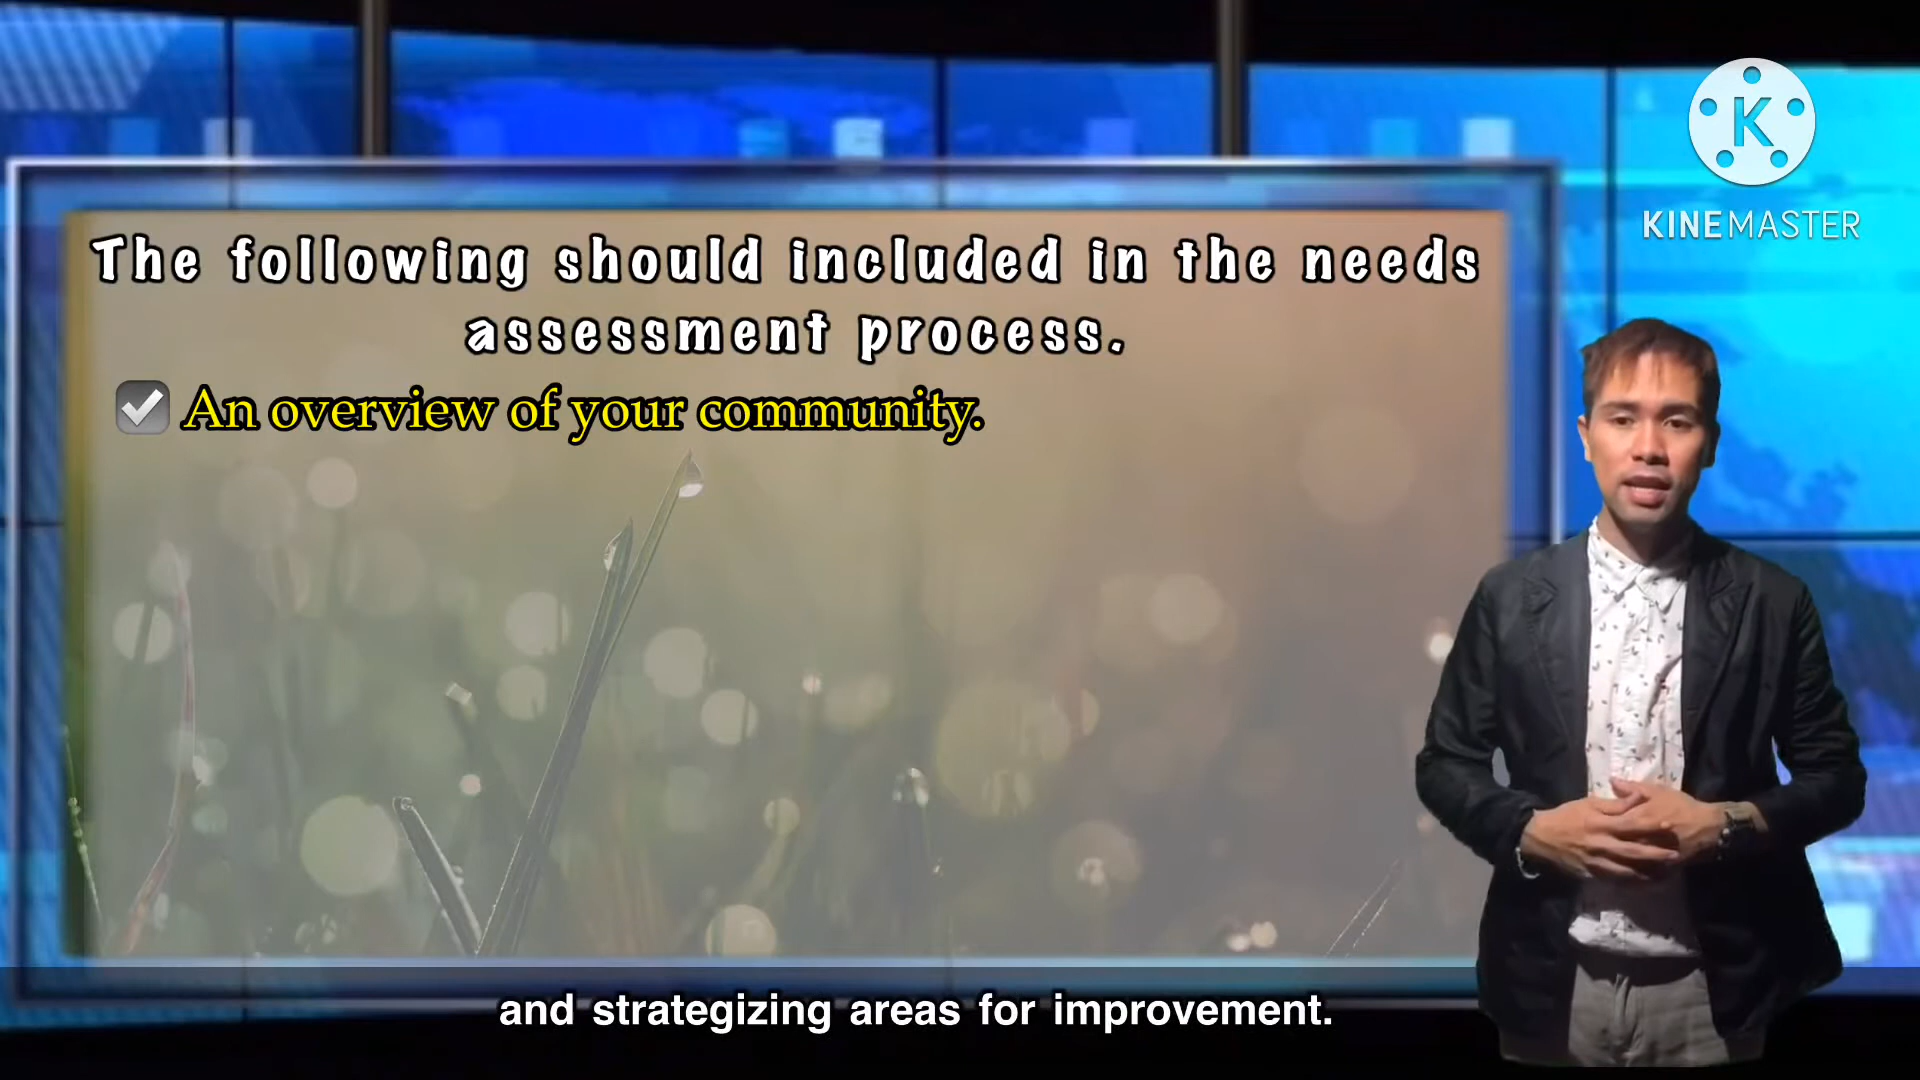 K
KINEMASTER
The following should included in the needs
assessment process.
An overview of your community.
and strategizing areas for improvement.